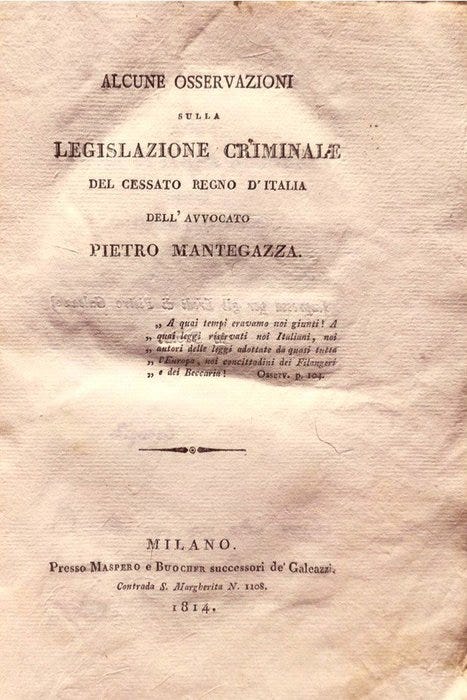 ALCUNE OSSERVAZIONI
SULLA
LEGISLAZIONE CRIMINALE
DEL CESSATO REGNO D'ITALIA
DELL'AVVOCATO
PIETRO MANTEGAZZA.
„ A quai tempi eravamo noi giunti! A
„ quai leggi riservati noi Italiani, noi
„ autori delle leggi adottate da quasi tutta
„ l'Europa, noi concittadini dei Filangeri
„ e dei Beccaria! Osserv. p. 104.
MILANO.
Presso MASPERO e BUOCHER successori de' Galeazzi,
Contrada S. Margherita N. 1108.
1814.